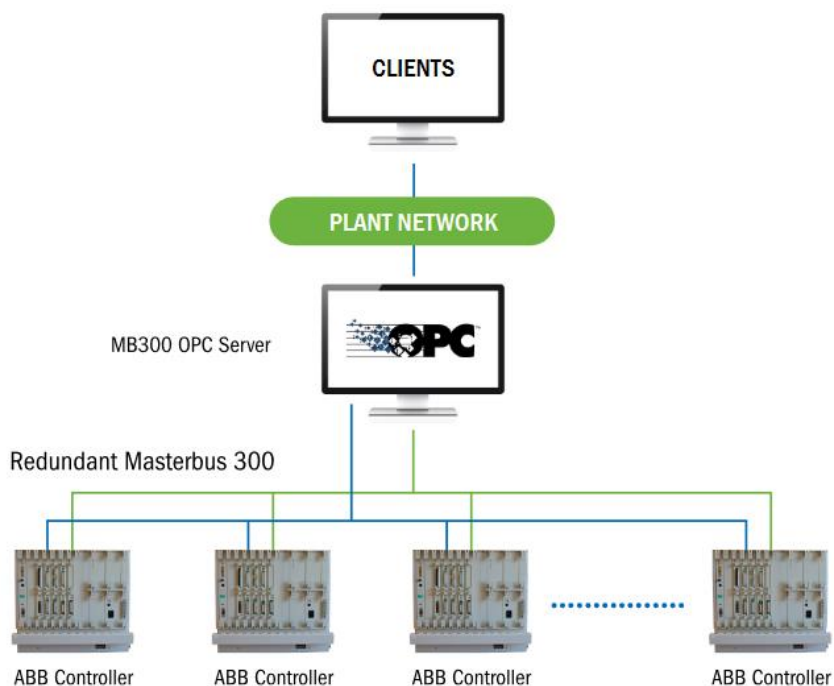 CLIENTS
PLANT NETWORK
MB300 OPC Server
OPC
Redundant Masterbus 300
ABB Controller
ABB Controller
ABB Controller
ABB Controller